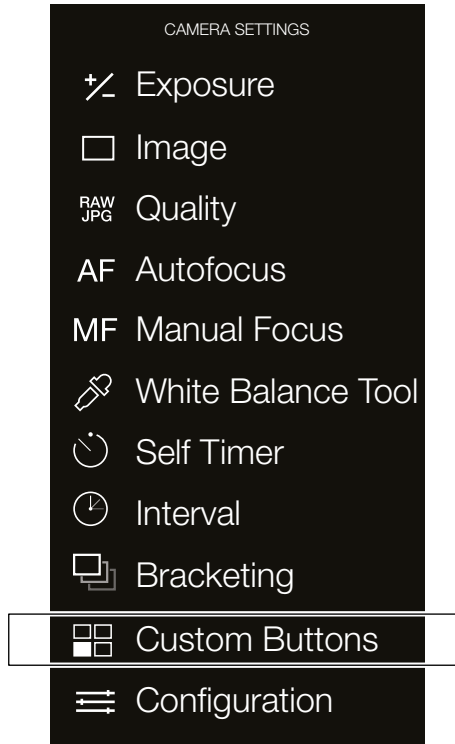 CAMERA SETTINGS
Exposure
Image
RAW
JPG Quality
AF Autofocus
MF Manual Focus
White Balance Tool
Self Timer
Interval
Bracketing
Custom Buttons
Configuration